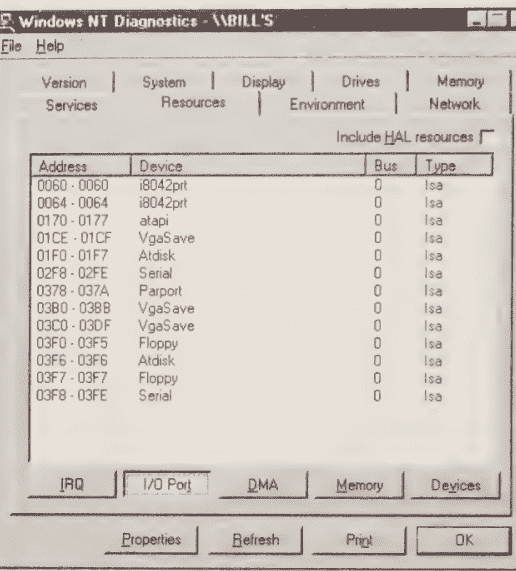 Windows NT Diagnostics - \\BILL'S
File Help
Version System Display Drives Memory
Services Resources Environment Network
Include HAL resources
Address Device Bus Type
0060 - 0060 i8042prt 0 Isa
0064 - 0064 i8042prt 0 Isa
0170 - 0177 atapi 0 Isa
01CE - 01CF VgaSave 0 Isa
01F0 - 01F7 Atdisk 0 Isa
02F8 - 02FE Serial 0 Isa
0378 - 037A Parport 0 Isa
03B0 - 03BB VgaSave 0 Isa
03C0 - 03DF VgaSave 0 Isa
03F0 - 03F5 Floppy 0 Isa
03F6 - 03F6 Atdisk 0 Isa
03F7 - 03F7 Floppy 0 Isa
03F8 - 03FE Serial 0 Isa
IRQ I/O Port DMA Memory Devices
Properties Refresh Print OK